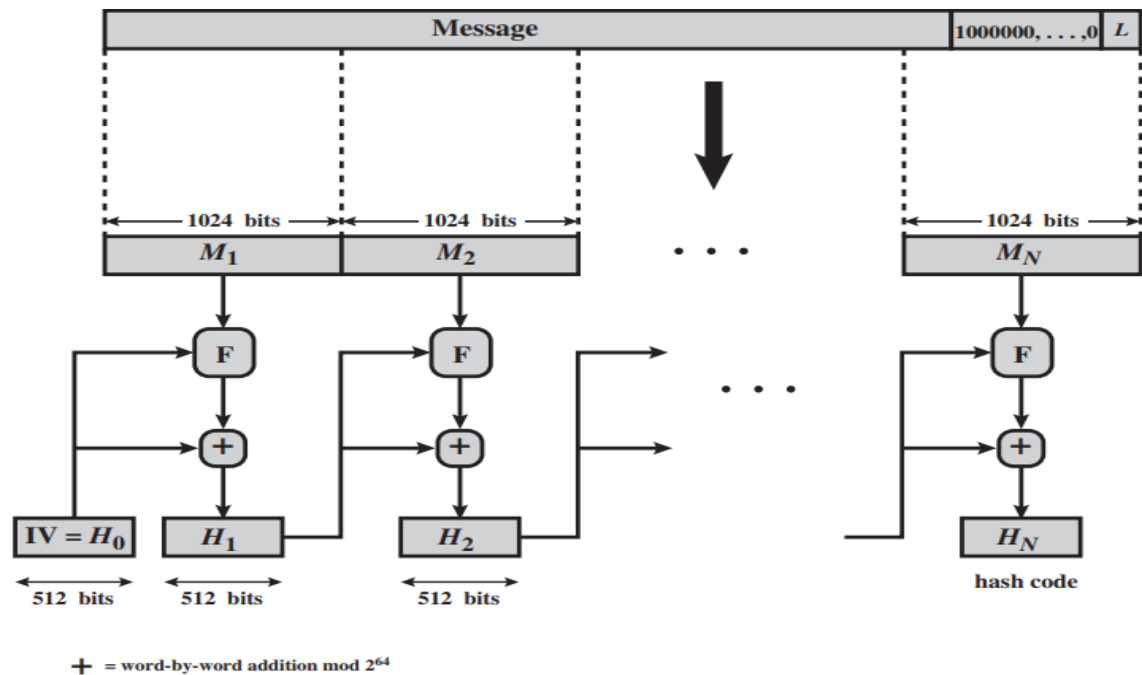 Message 1000000, . . . ,0 L
1024 bits 1024 bits 1024 bits
M1 M2 . . . MN
F F F
. . .
+ + +
IV = H0 H1 H2 HN
512 bits 512 bits 512 bits hash code
+ = word-by-word addition mod 2^64